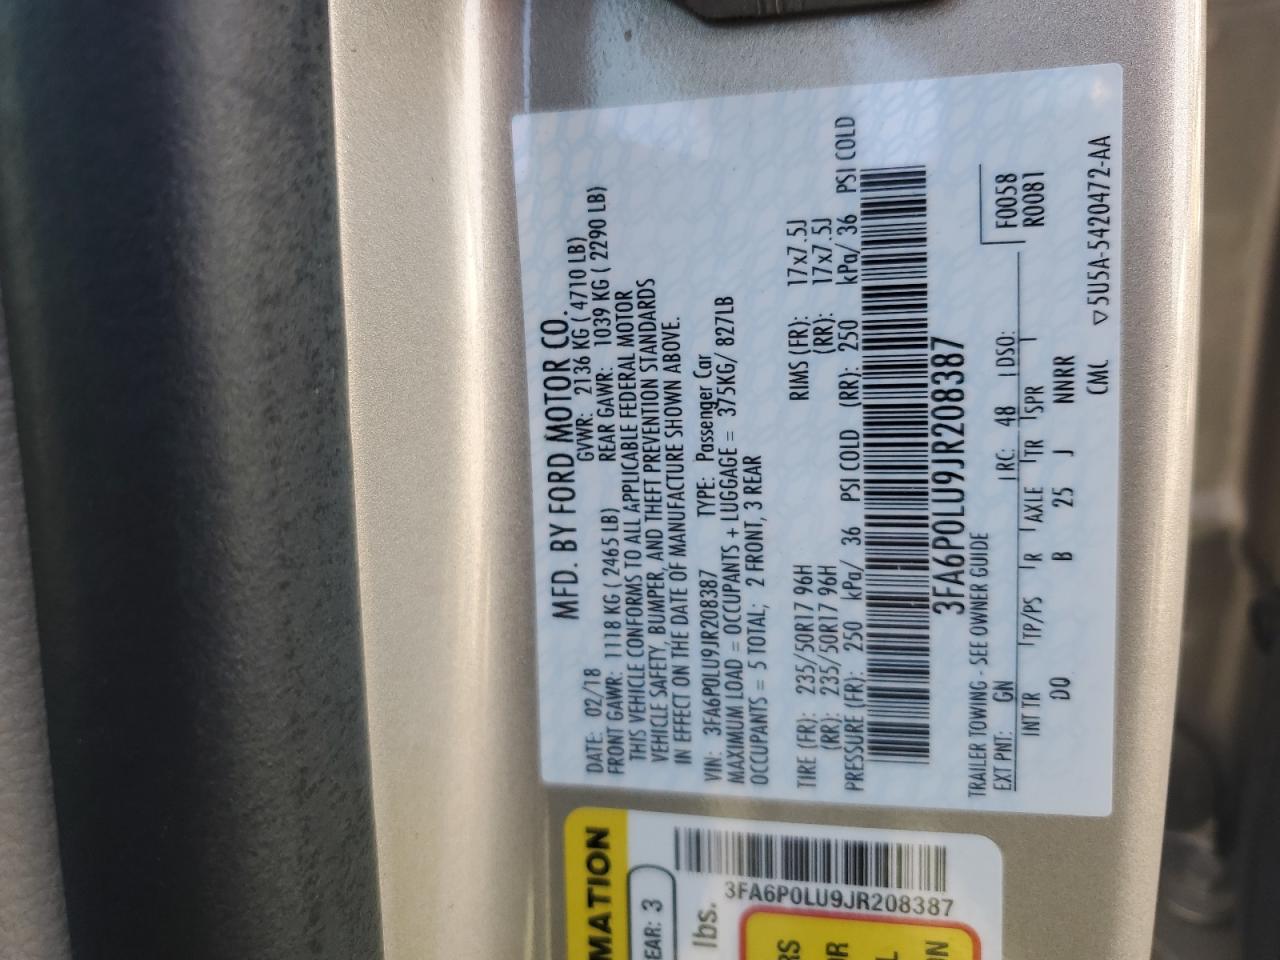 MFD. BY FORD MOTOR CO.
DATE: 02/18 GVWR: 2136 KG ( 4710 LB)
FRONT GAWR: 1118 KG ( 2465 LB) REAR GAWR: 1039 KG ( 2290 LB)
THIS VEHICLE CONFORMS TO ALL APPLICABLE FEDERAL MOTOR
VEHICLE SAFETY, BUMPER, AND THEFT PREVENTION STANDARDS
IN EFFECT ON THE DATE OF MANUFACTURE SHOWN ABOVE.
VIN: 3FA6P0LU9JR208387 TYPE: Passenger Car
MAXIMUM LOAD = OCCUPANTS + LUGGAGE = 375KG/ 827LB
OCCUPANTS = 5 TOTAL; 2 FRONT, 3 REAR
TIRE (FR): 235/50R17 96H RIMS (FR): 17x7.5J
(RR): 235/50R17 96H (RR): 17x7.5J
PRESSURE (FR): 250 kPa/ 36 PSI COLD (RR): 250 kPa/ 36 PSI COLD
3FA6P0LU9JR208387
TRAILER TOWING - SEE OWNER GUIDE
EXT PNT: GN RC: 48 DSO: F0058
INT TR TP/PS R AXLE TR SPR R0081
DQ B 25 J NNRR
CML ▽5U5A-5420472-AA
MATION
EAR: 3
lbs.
3FA6P0LU9JR208387
RS
OR
L
ON